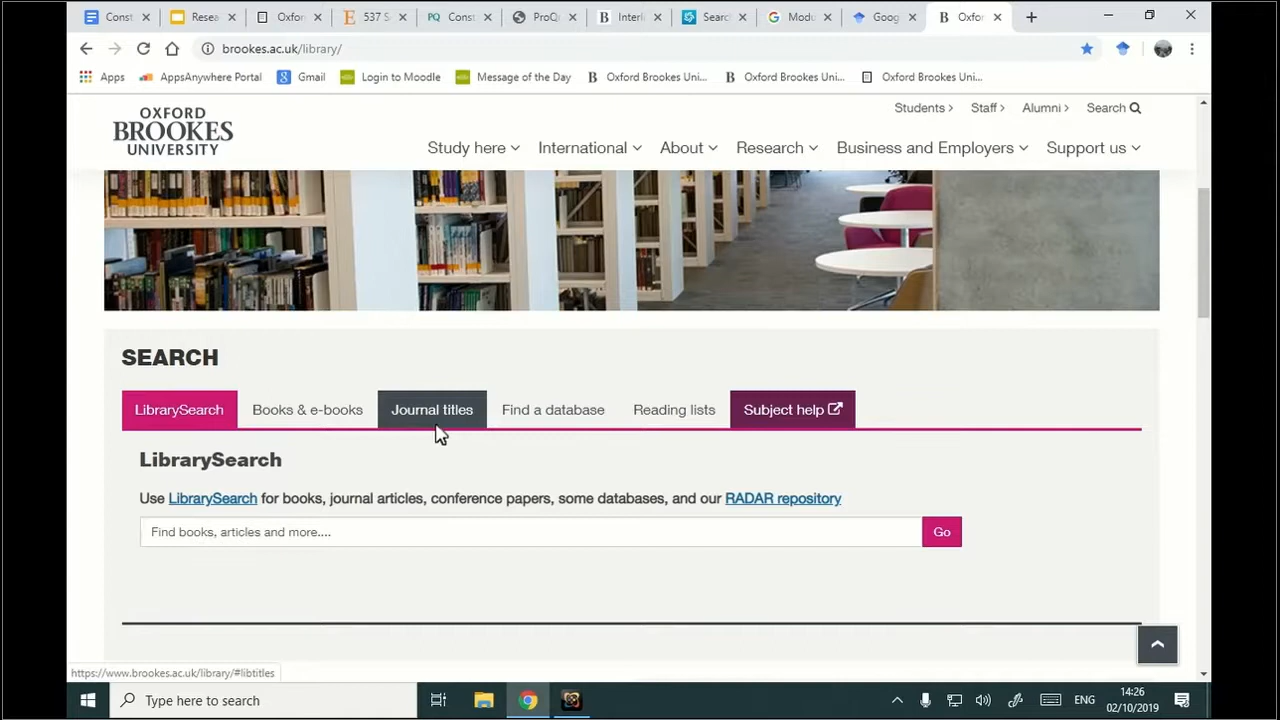 Const
Resea
Oxfor
537 S
Const
ProQ
Interl
Search
Modu
Goog
Oxfor
brookes.ac.uk/library/
Apps
AppsAnywhere Portal
Gmail
Login to Moodle
Message of the Day
Oxford Brookes Uni...
Oxford Brookes Uni...
Oxford Brookes Uni...
Students
Staff
Alumni
Search
OXFORD
BROOKES
UNIVERSITY
Study here
International
About
Research
Business and Employers
Support us
SEARCH
LibrarySearch
Books & e-books
Journal titles
Find a database
Reading lists
Subject help
LibrarySearch
Use LibrarySearch for books, journal articles, conference papers, some databases, and our RADAR repository
Find books, articles and more....
Go
https://www.brookes.ac.uk/library/#libtitles
Type here to search
ENG
14:26
02/10/2019